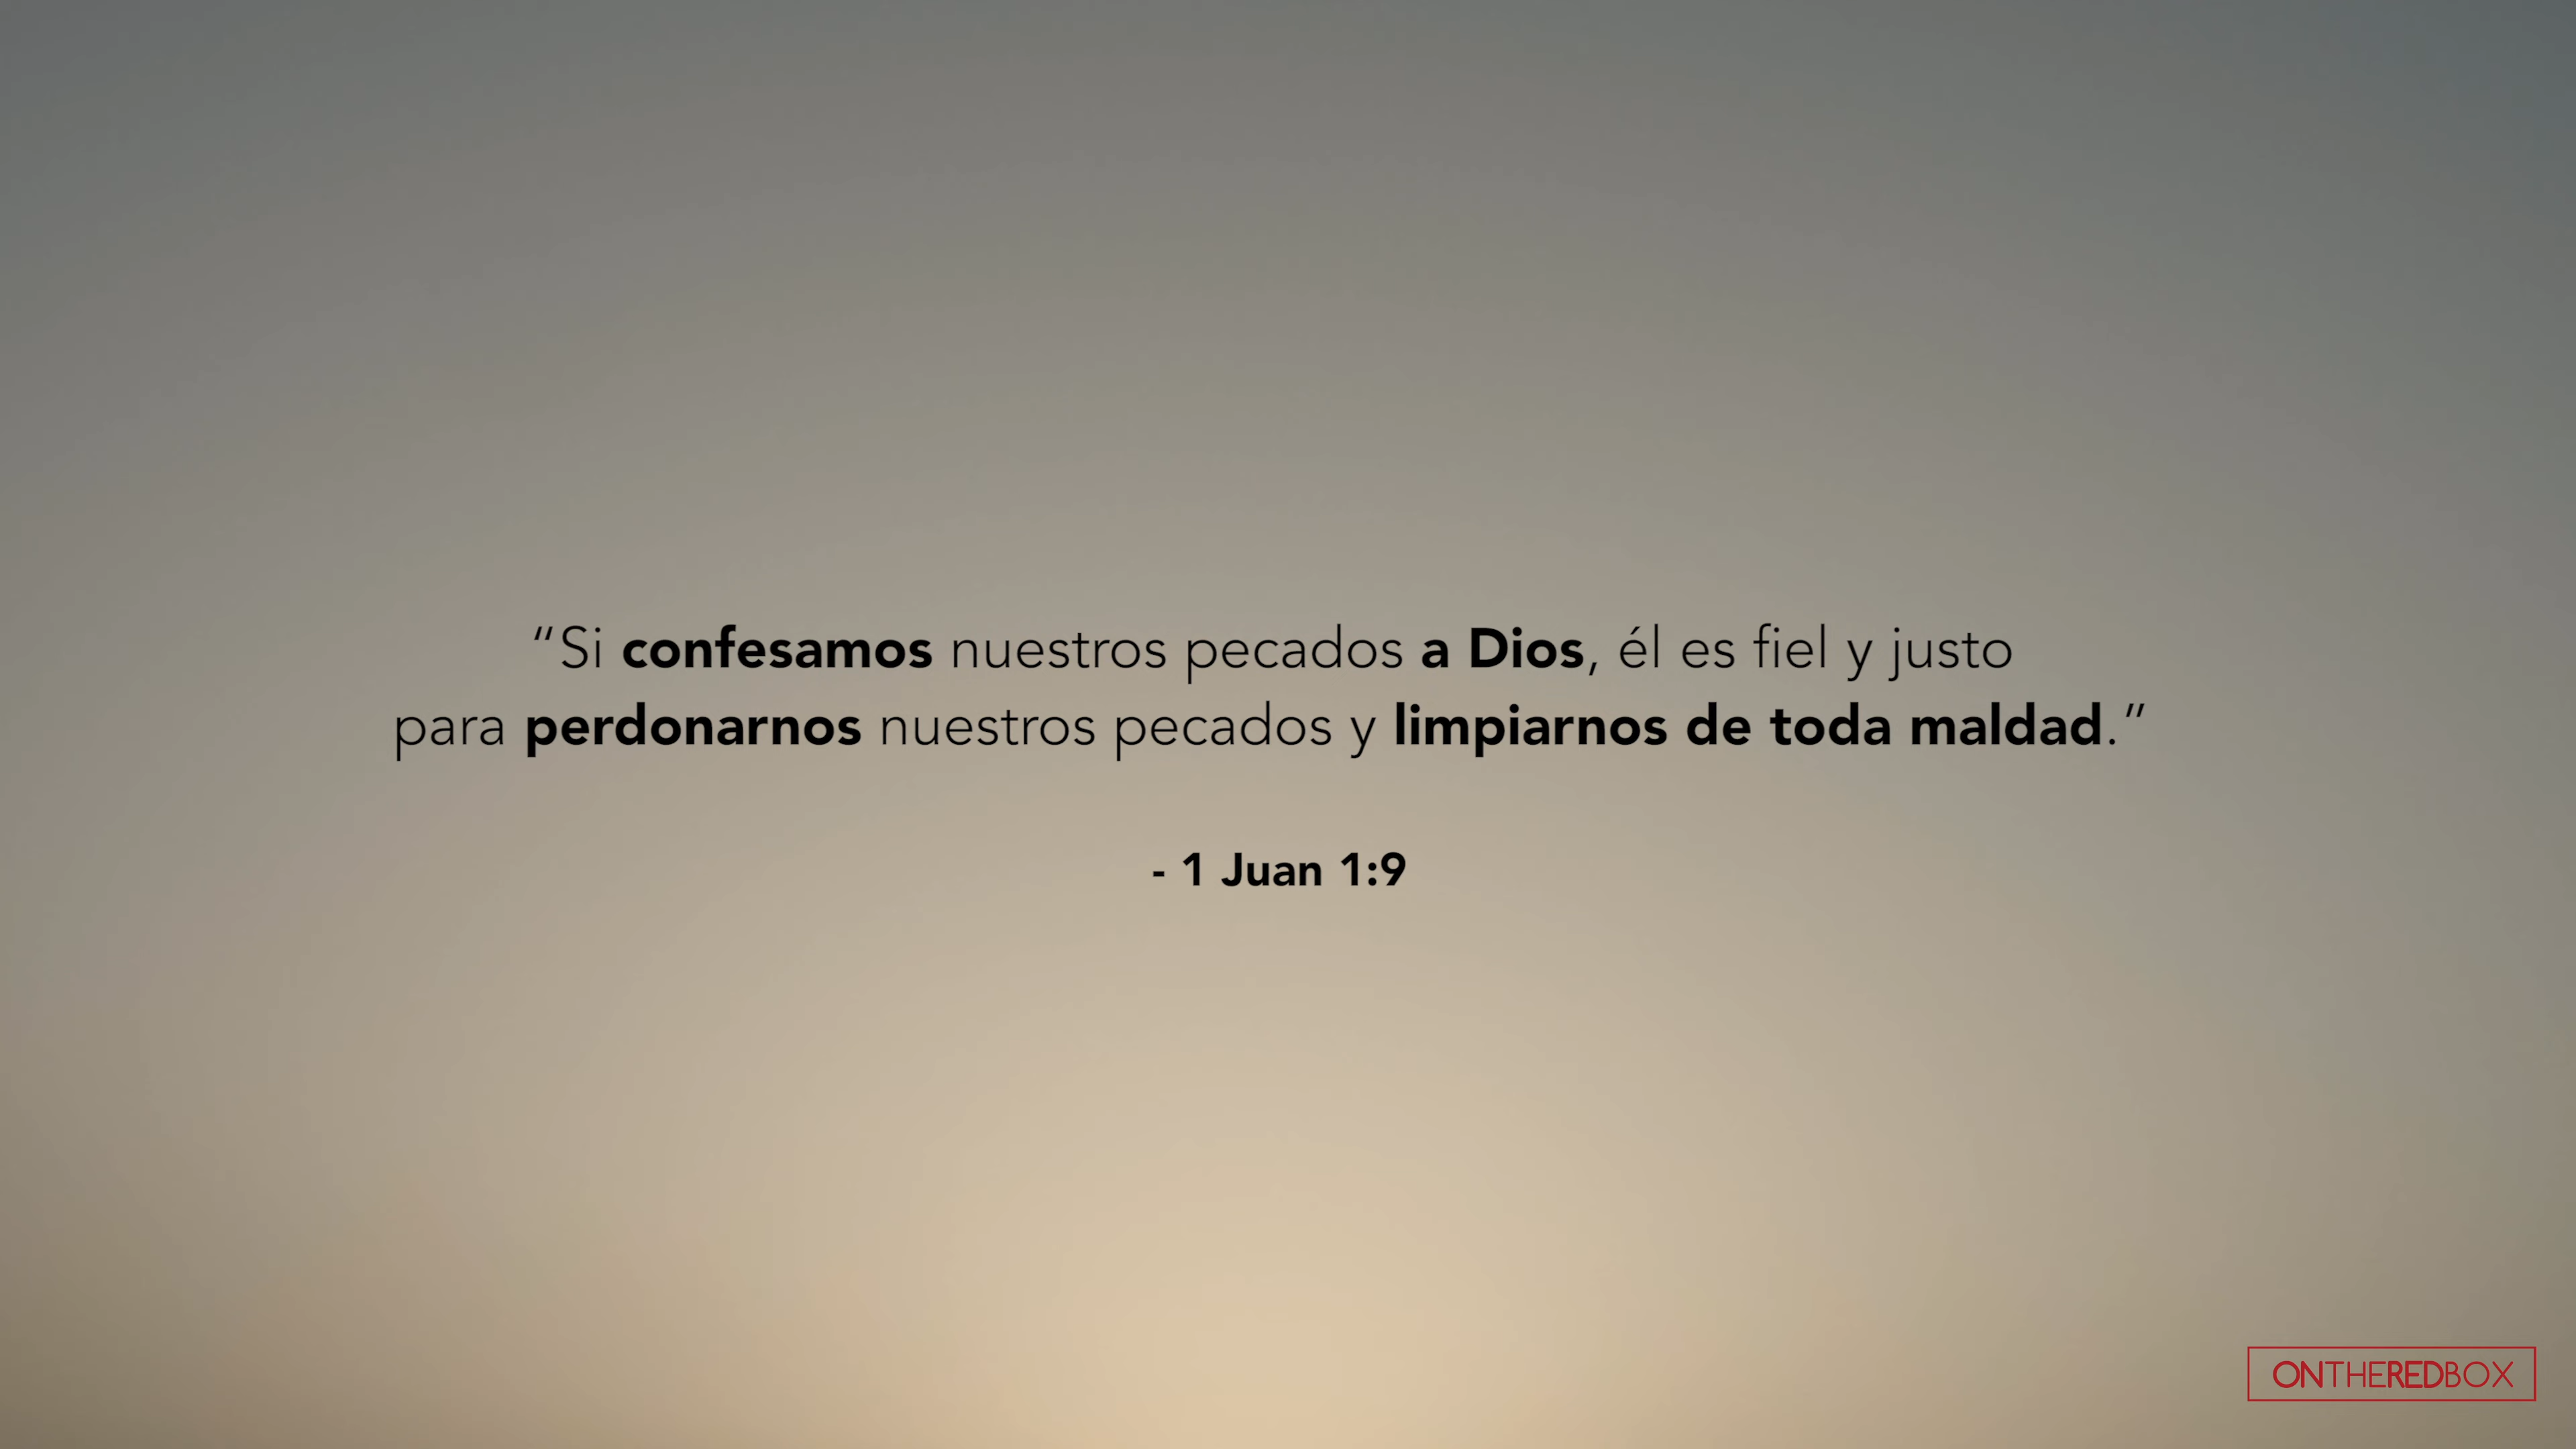 “Si confesamos nuestros pecados a Dios, él es fiel y justo
para perdonarnos nuestros pecados y limpiarnos de toda maldad.”
- 1 Juan 1:9
ONTHEREDBOX